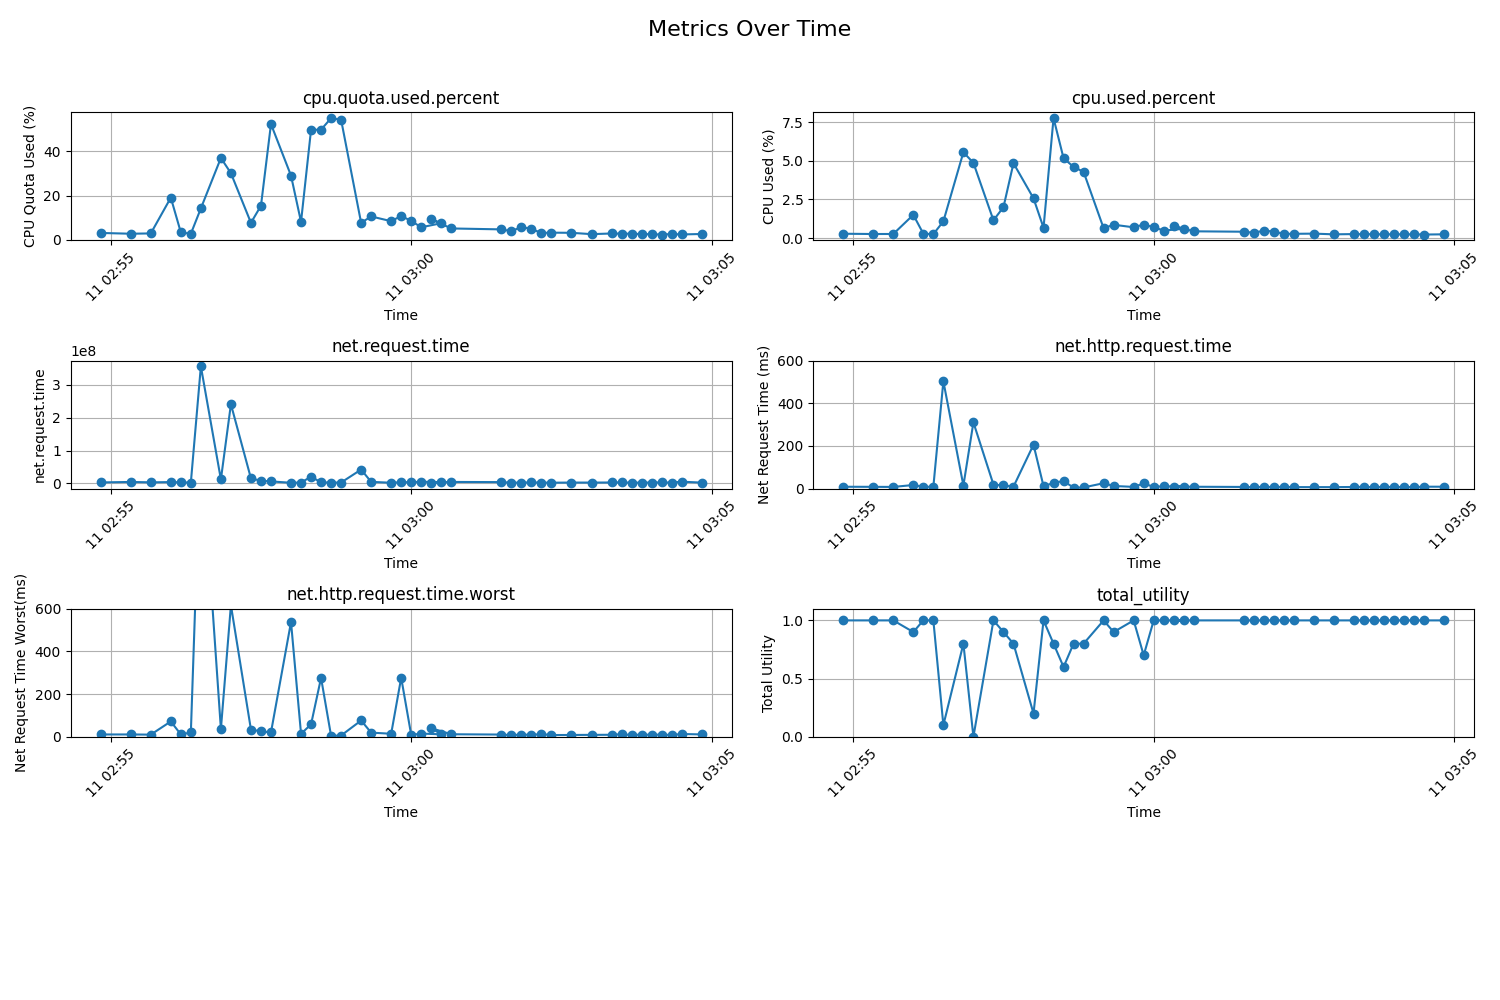 Metrics Over Time
cpu.quota.used.percent
CPU Quota Used (%)
40
20
0
11 02:55
11 03:00
11 03:05
Time
cpu.used.percent
CPU Used (%)
7.5
5.0
2.5
0.0
11 02:55
11 03:00
11 03:05
Time
net.request.time
1e8
net.request.time
3
2
1
0
11 02:55
11 03:00
11 03:05
Time
net.http.request.time
Net Request Time (ms)
600
400
200
0
11 02:55
11 03:00
11 03:05
Time
net.http.request.time.worst
Net Request Time Worst(ms)
600
400
200
0
11 02:55
11 03:00
11 03:05
Time
total_utility
Total Utility
1.0
0.5
0.0
11 02:55
11 03:00
11 03:05
Time